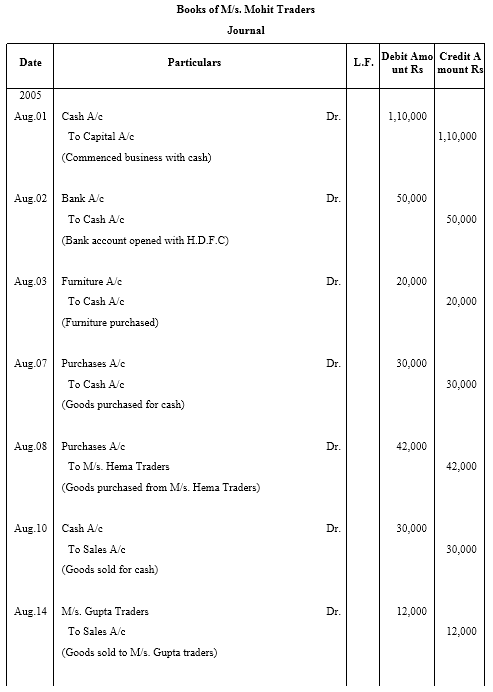 Books of M/s. Mohit Traders
Journal
Date Particulars L.F. Debit Amo Credit A
unt Rs mount Rs
2005
Aug.01 Cash A/c Dr. 1,10,000
To Capital A/c 1,10,000
(Commenced business with cash)
Aug.02 Bank A/c Dr. 50,000
To Cash A/c 50,000
(Bank account opened with H.D.F.C)
Aug.03 Furniture A/c Dr. 20,000
To Cash A/c 20,000
(Furniture purchased)
Aug.07 Purchases A/c Dr. 30,000
To Cash A/c 30,000
(Goods purchased for cash)
Aug.08 Purchases A/c Dr. 42,000
To M/s. Hema Traders 42,000
(Goods purchased from M/s. Hema Traders)
Aug.10 Cash A/c Dr. 30,000
To Sales A/c 30,000
(Goods sold for cash)
Aug.14 M/s. Gupta Traders Dr. 12,000
To Sales A/c 12,000
(Goods sold to M/s. Gupta traders)